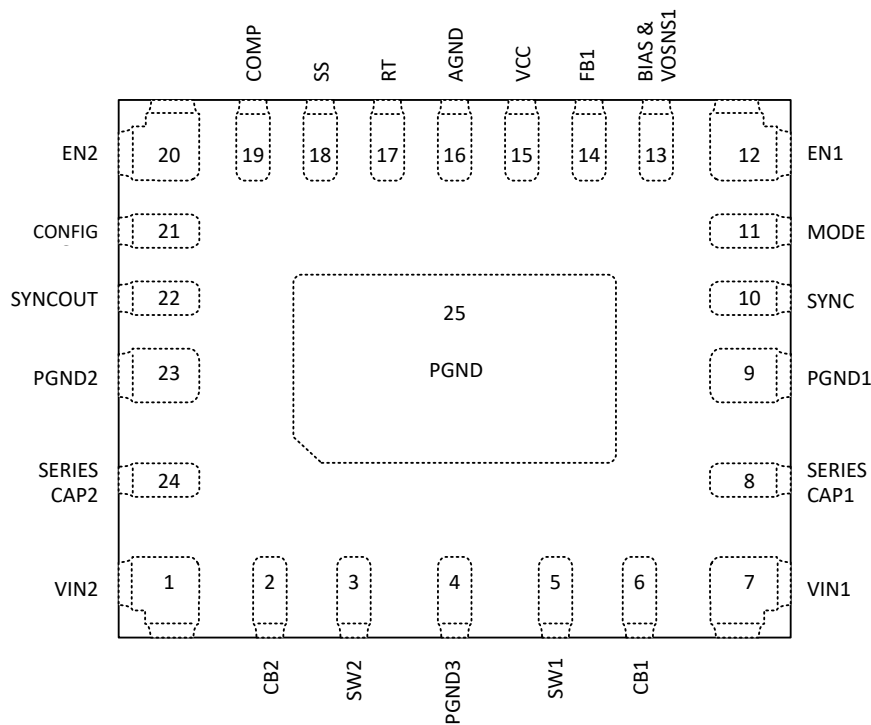 COMP
SS
RT
AGND
VCC
FB1
BIAS &
VOSNS1
EN2
20
19
18
17
16
15
14
13
12
EN1
CONFIG
21
11
MODE
SYNCOUT
22
10
SYNC
25
PGND
PGND2
23
9
PGND1
SERIES
CAP2
24
8
SERIES
CAP1
VIN2
1
2
3
4
5
6
7
VIN1
CB2
SW2
PGND3
SW1
CB1